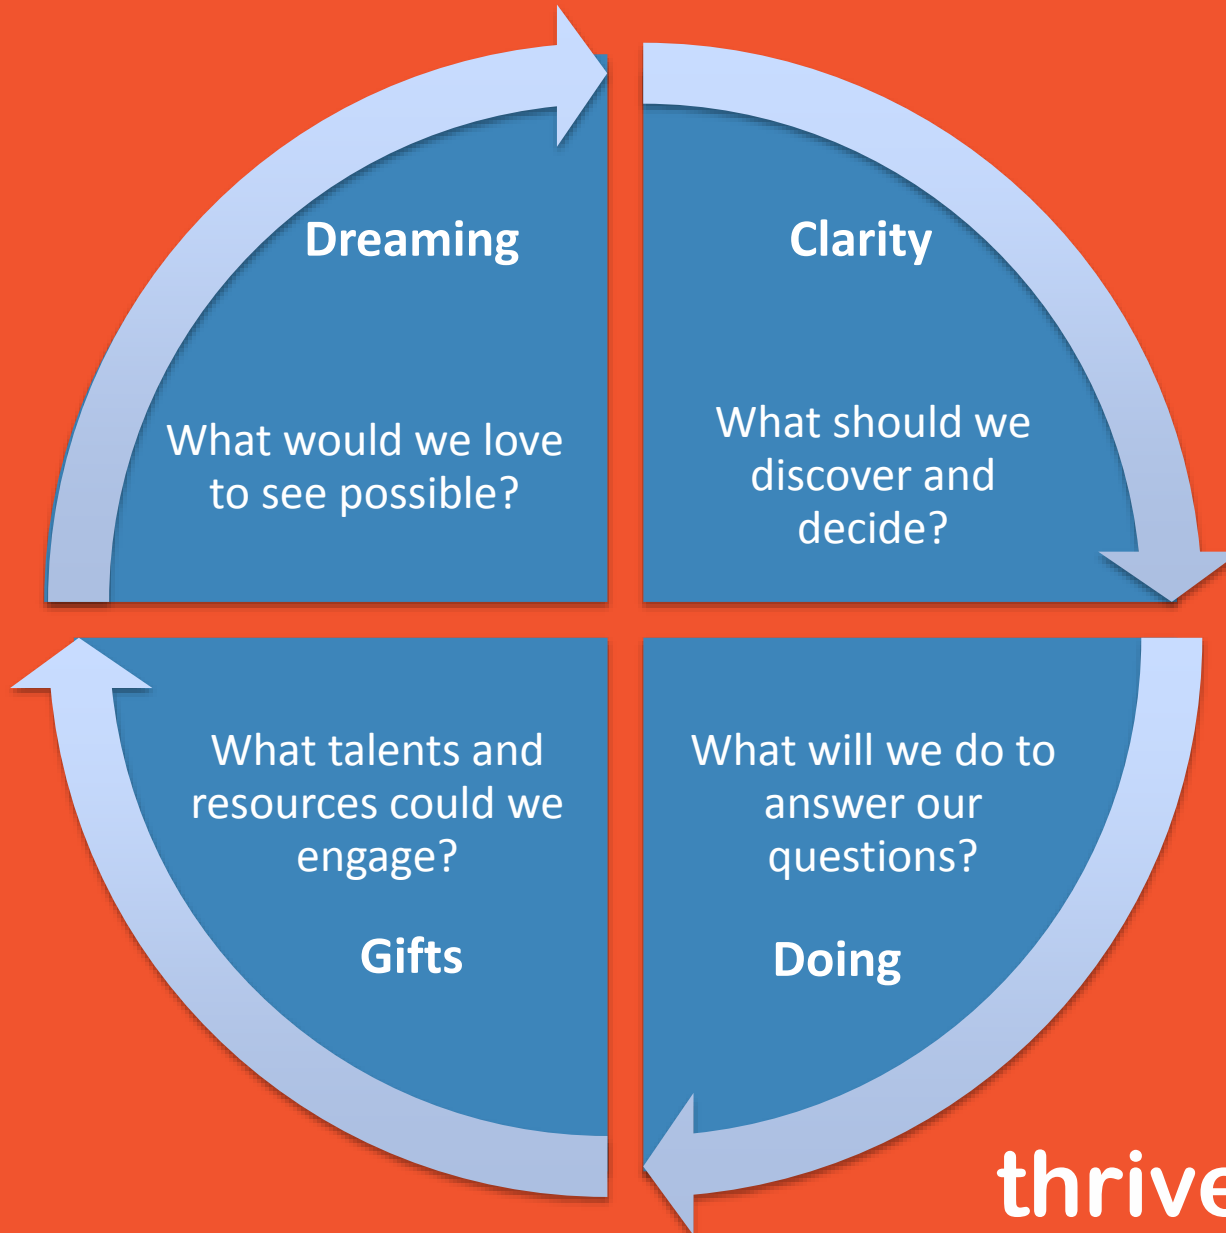 Dreaming
What would we love
to see possible?
Clarity
What should we
discover and
decide?
What talents and
resources could we
engage?
Gifts
What will we do to
answer our
questions?
Doing
thrive